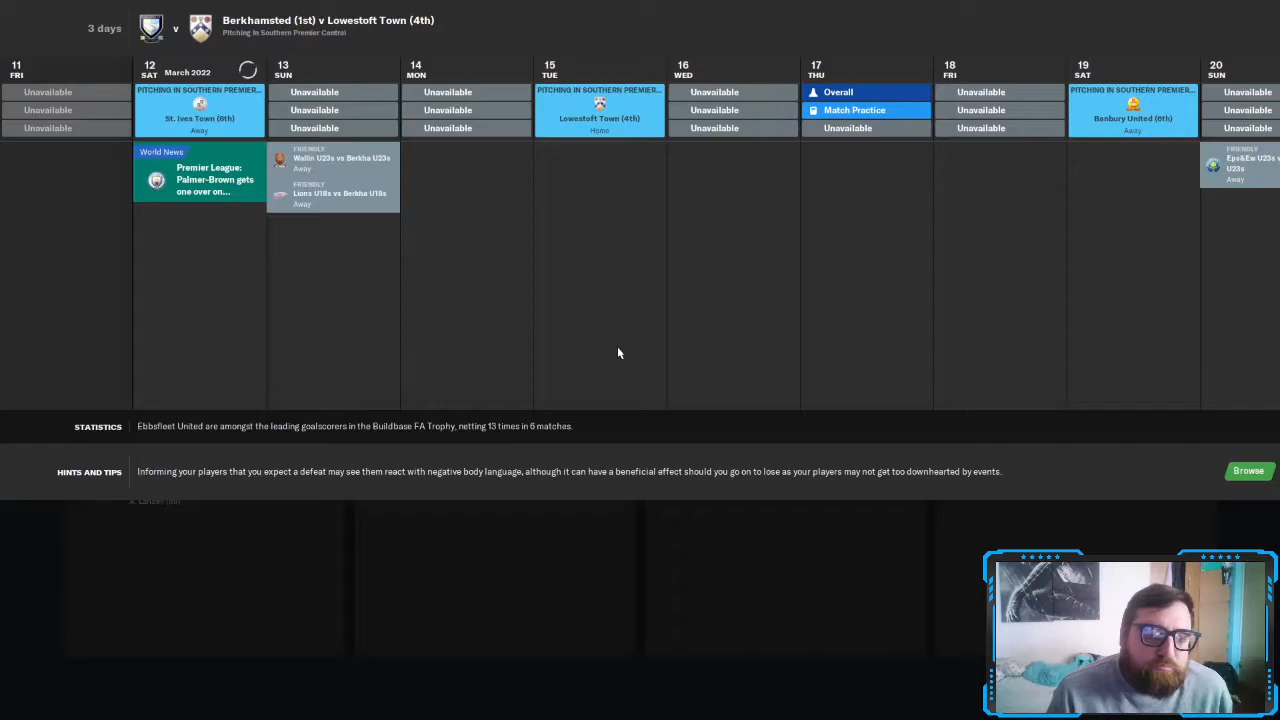 3 days
v
Berkhamsted (1st) v Lowestoft Town (4th)
Pitching In Southern Premier Central
11
FRI
12
SAT March 2022
13
SUN
14
MON
15
TUE
16
WED
17
THU
18
FRI
19
SAT
20
SUN
Unavailable
PITCHING IN SOUTHERN PREMIER...
Unavailable
Unavailable
PITCHING IN SOUTHERN PREMIER...
Unavailable
Overall
Unavailable
PITCHING IN SOUTHERN PREMIER...
Unavailable
Unavailable
Unavailable
Unavailable
Unavailable
Match Practice
Unavailable
Unavailable
St. Ives Town (8th)
Lowestoft Town (4th)
Banbury United (6th)
Unavailable
Away
Unavailable
Unavailable
Home
Unavailable
Unavailable
Unavailable
Away
Unavailable
World News
Premier League:
Palmer-Brown gets
one over on...
FRIENDLY
Wallin U23s vs Berkha U23s
Away
FRIENDLY
Lions U18s vs Berkha U18s
Away
FRIENDLY
Eps&Ew U23s v
U23s
Away
STATISTICS
Ebbsfleet United are amongst the leading goalscorers in the Buildbase FA Trophy, netting 13 times in 6 matches.
HINTS AND TIPS
Informing your players that you expect a defeat may see them react with negative body language, although it can have a beneficial effect should you go on to lose as your players may not get too downhearted by events.
Browse